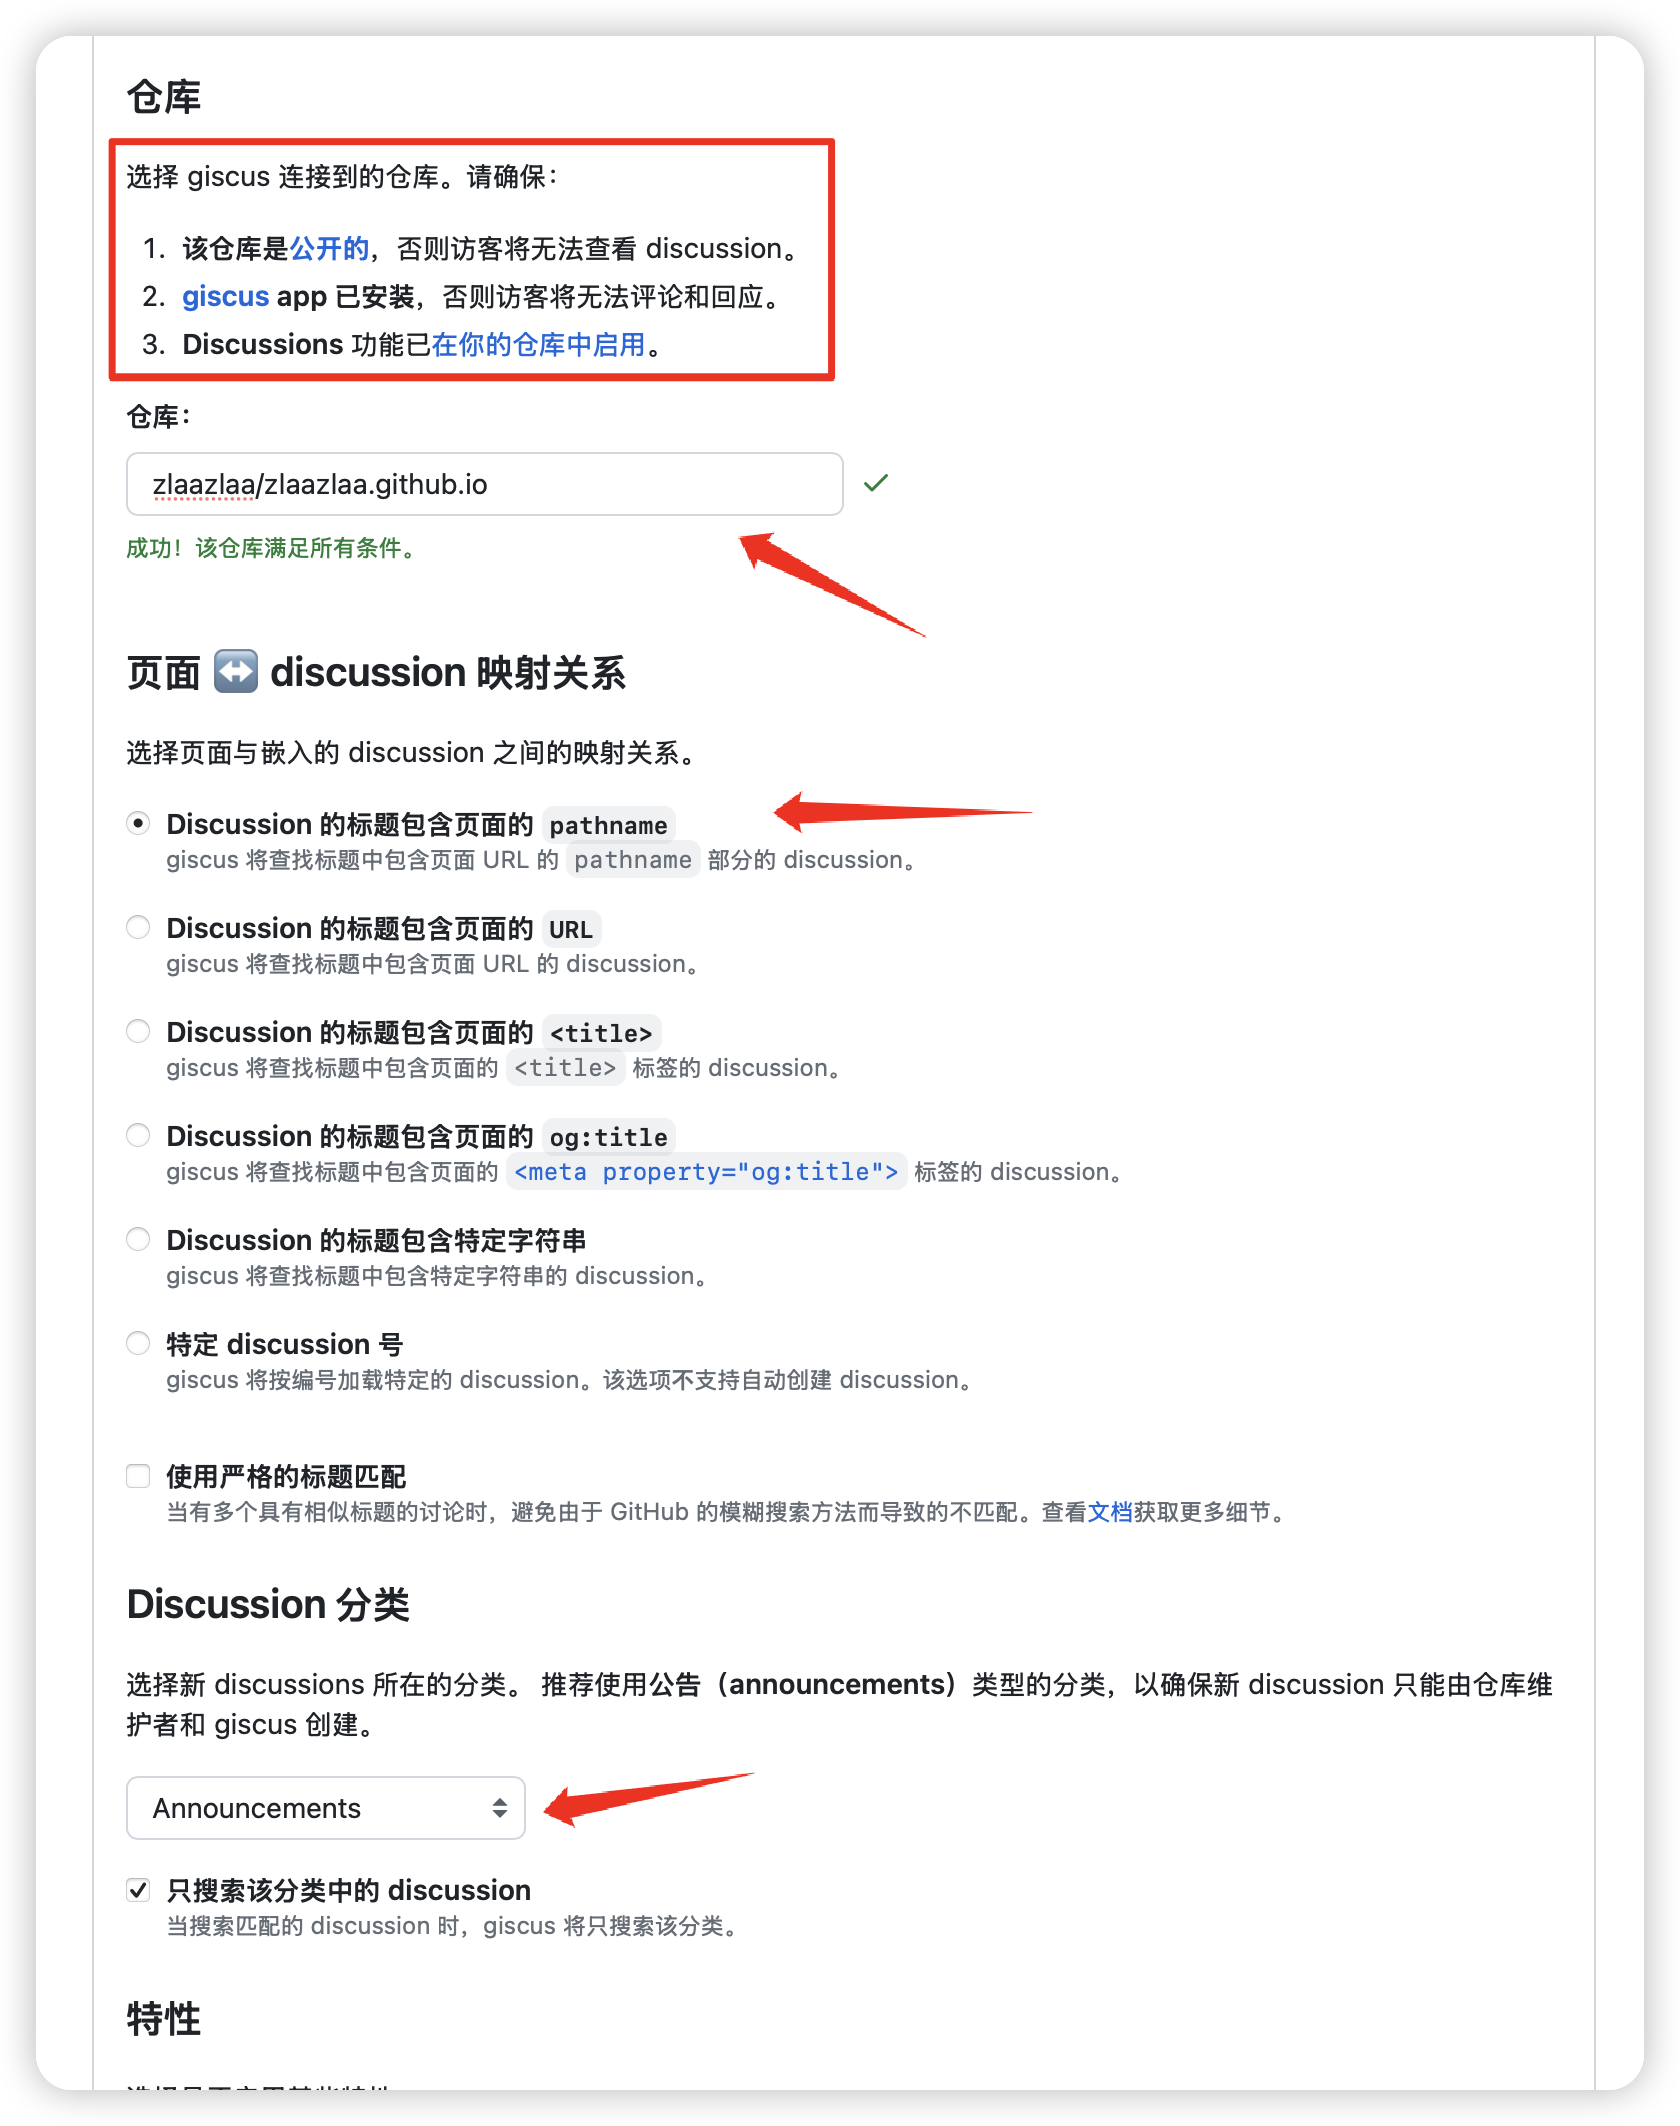 仓库
选择 giscus 连接到的仓库。请确保：
1. 该仓库是公开的，否则访客将无法查看 discussion。
2. giscus app 已安装，否则访客将无法评论和回应。
3. Discussions 功能已在你的仓库中启用。
仓库：
zlaazlaa/zlaazlaa.github.io
成功！该仓库满足所有条件。
页面 ↔️ discussion 映射关系
选择页面与嵌入的 discussion 之间的映射关系。
Discussion 的标题包含页面的 pathname
giscus 将查找标题中包含页面 URL 的 pathname 部分的 discussion。
Discussion 的标题包含页面的 URL
giscus 将查找标题中包含页面 URL 的 discussion。
Discussion 的标题包含页面的 <title>
giscus 将查找标题中包含页面的 <title> 标签的 discussion。
Discussion 的标题包含页面的 og:title
giscus 将查找标题中包含页面的 <meta property="og:title"> 标签的 discussion。
Discussion 的标题包含特定字符串
giscus 将查找标题中包含特定字符串的 discussion。
特定 discussion 号
giscus 将按编号加载特定的 discussion。该选项不支持自动创建 discussion。
使用严格的标题匹配
当有多个具有相似标题的讨论时，避免由于 GitHub 的模糊搜索方法而导致的不匹配。查看文档获取更多细节。
Discussion 分类
选择新 discussions 所在的分类。 推荐使用公告（announcements）类型的分类，以确保新 discussion 只能由仓库维
护者和 giscus 创建。
Announcements
只搜索该分类中的 discussion
当搜索匹配的 discussion 时，giscus 将只搜索该分类。
特性